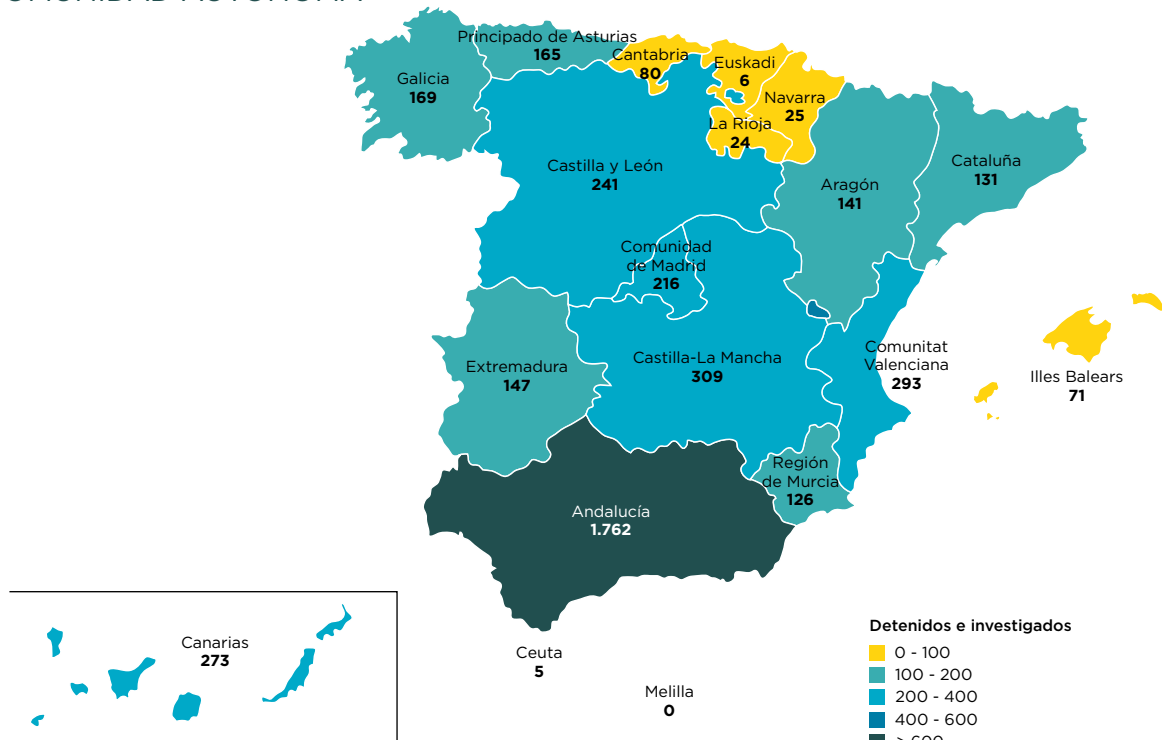 Principado de Asturias
165
Cantabria
80
Euskadi
6
Galicia
169
Navarra
25
La Rioja
24
Castilla y León
241
Cataluña
131
Aragón
141
Comunidad
de Madrid
216
Comunitat
Valenciana
293
Castilla-La Mancha
309
Extremadura
147
Illes Balears
71
Región
de Murcia
126
Andalucía
1.762
Canarias
273
Ceuta
5
Melilla
0
Detenidos e investigados
0 - 100
100 - 200
200 - 400
400 - 600